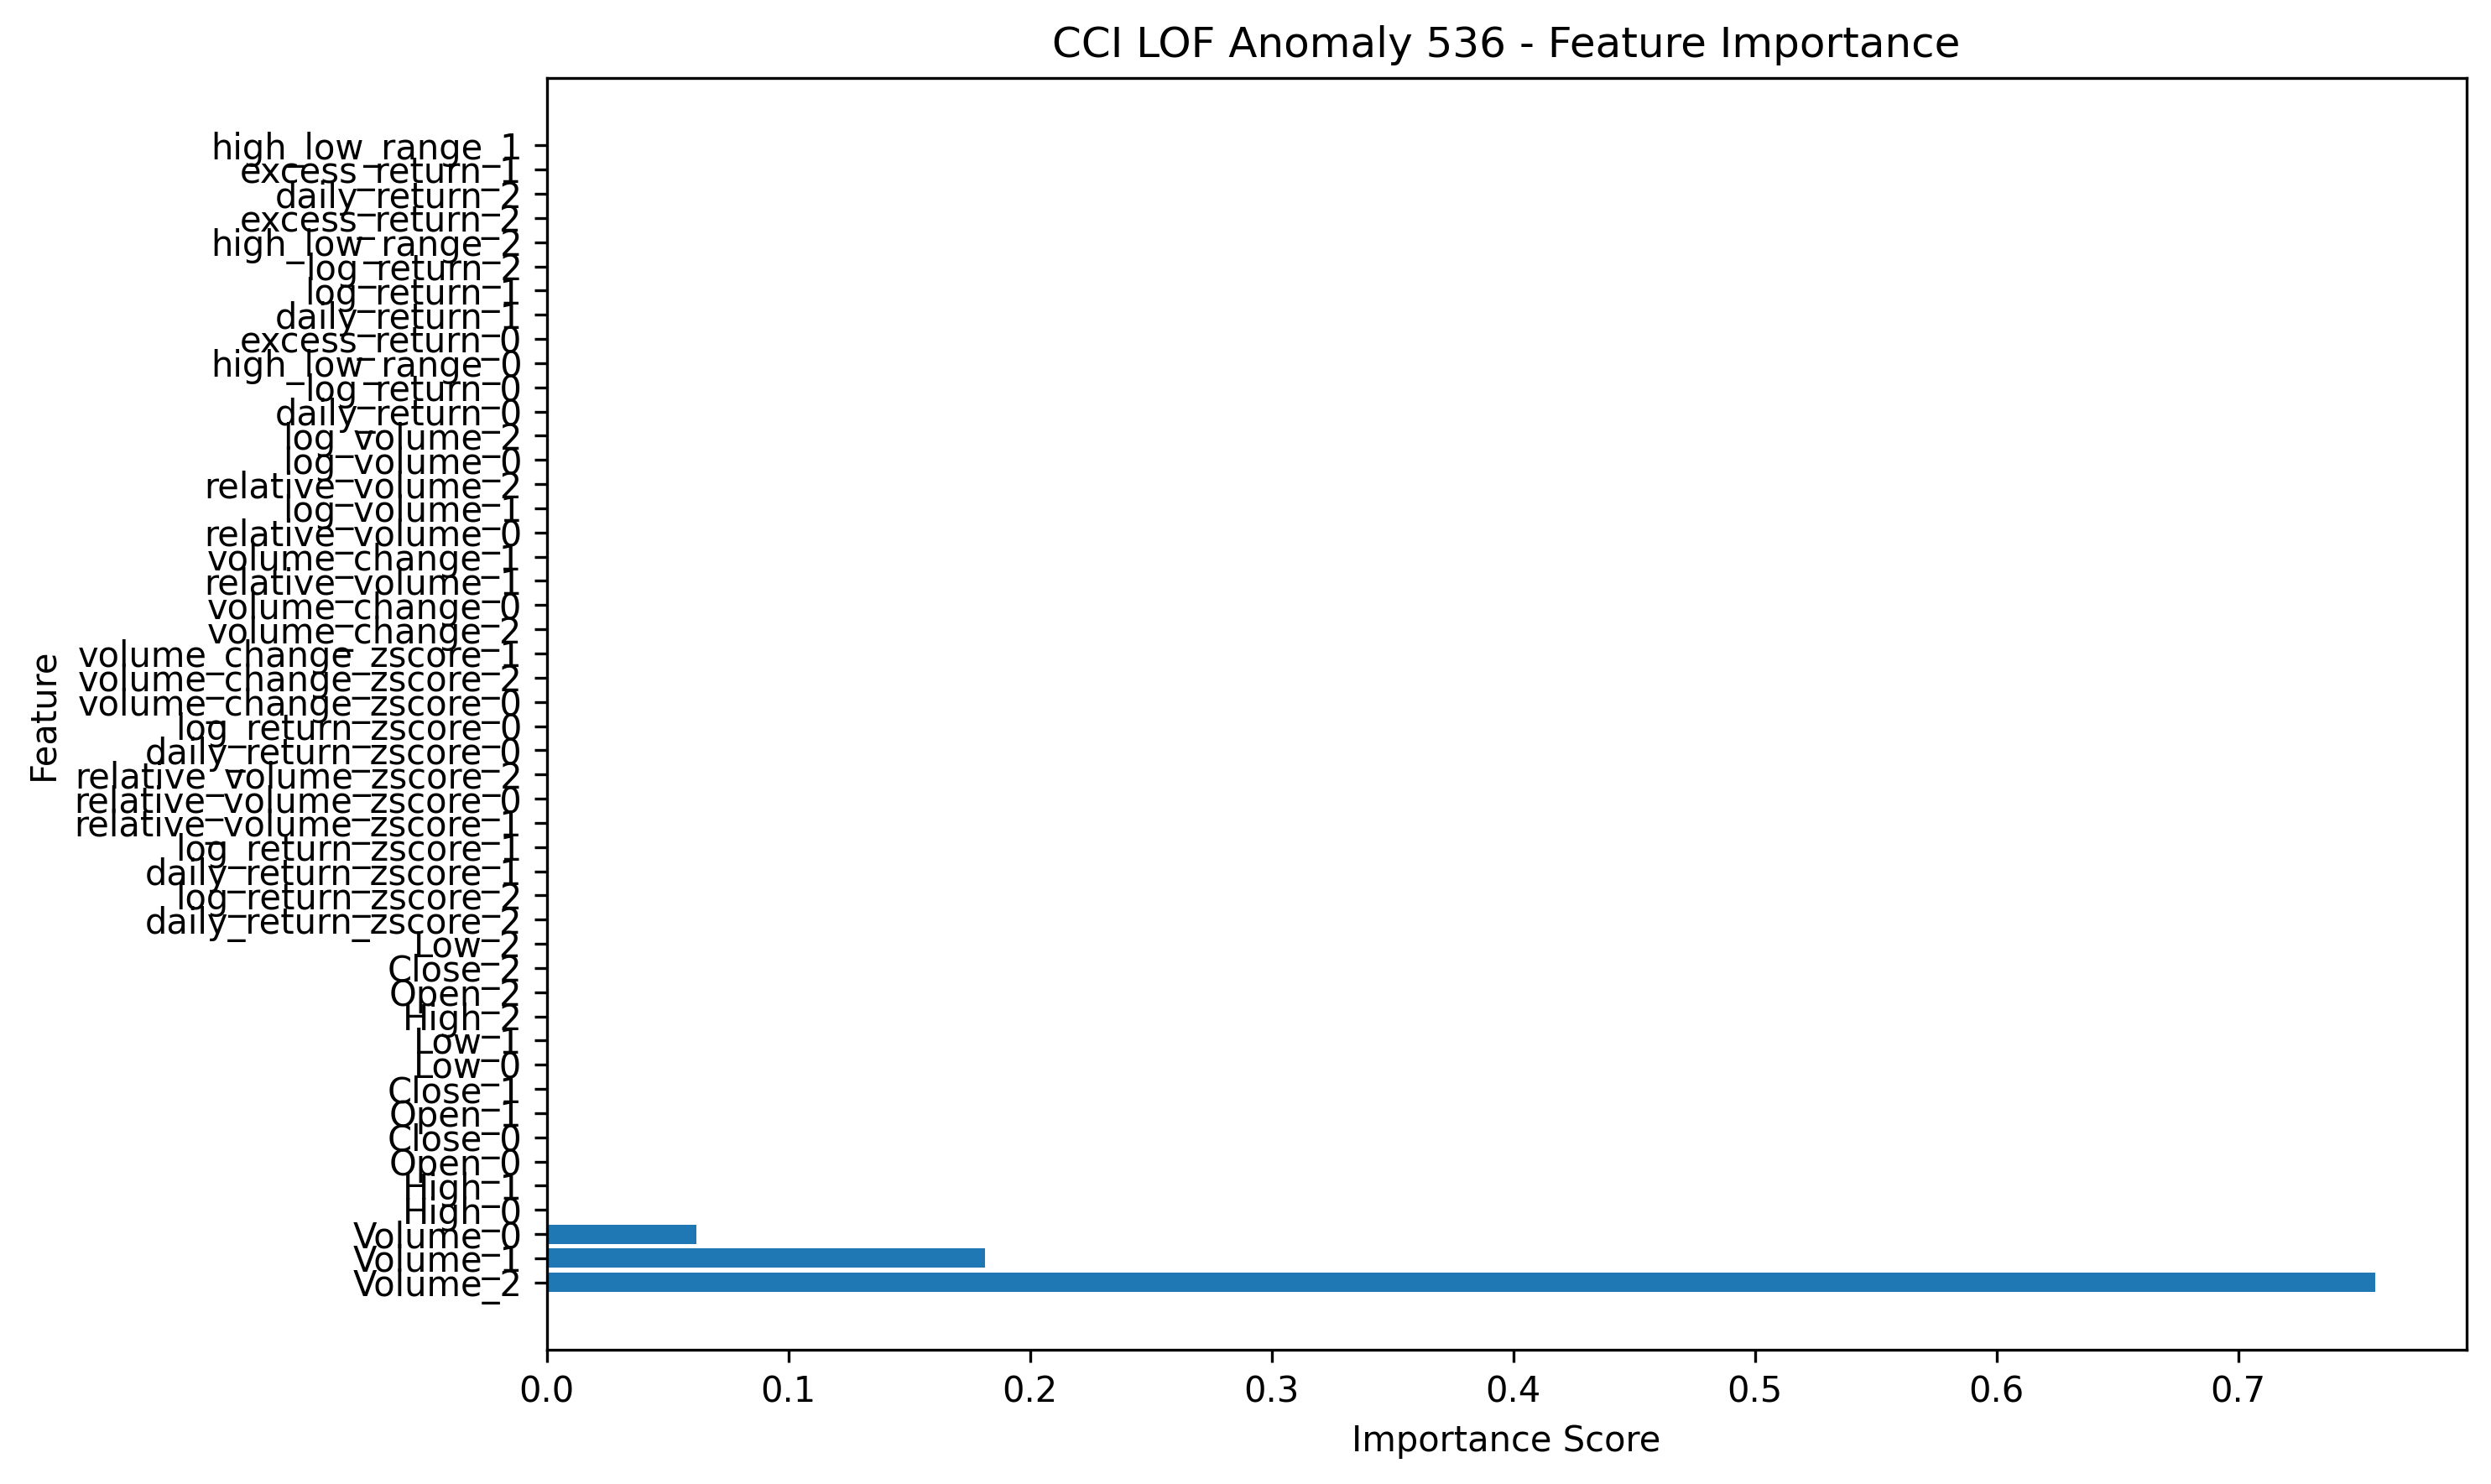 CCI LOF Anomaly 536 - Feature Importance
high_low_range_1
excess_return_1
daily_return_2
excess_return_2
high_low_range_2
log_return_2
log_return_1
daily_return_1
excess_return_0
high_low_range_0
log_return_0
daily_return_0
log_volume_2
log_volume_0
relative_volume_2
log_volume_1
relative_volume_0
volume_change_1
relative_volume_1
volume_change_0
volume_change_2
volume_change_zscore_1
volume_change_zscore_2
volume_change_zscore_0
log_return_zscore_0
daily_return_zscore_0
relative_volume_zscore_2
relative_volume_zscore_0
relative_volume_zscore_1
log_return_zscore_1
daily_return_zscore_1
log_return_zscore_2
daily_return_zscore_2
Low_2
Close_2
Open_2
High_2
Low_1
Low_0
Close_1
Open_1
Close_0
Open_0
High_1
High_0
Volume_0
Volume_1
Volume_2
Feature
0.0 0.1 0.2 0.3 0.4 0.5 0.6 0.7
Importance Score